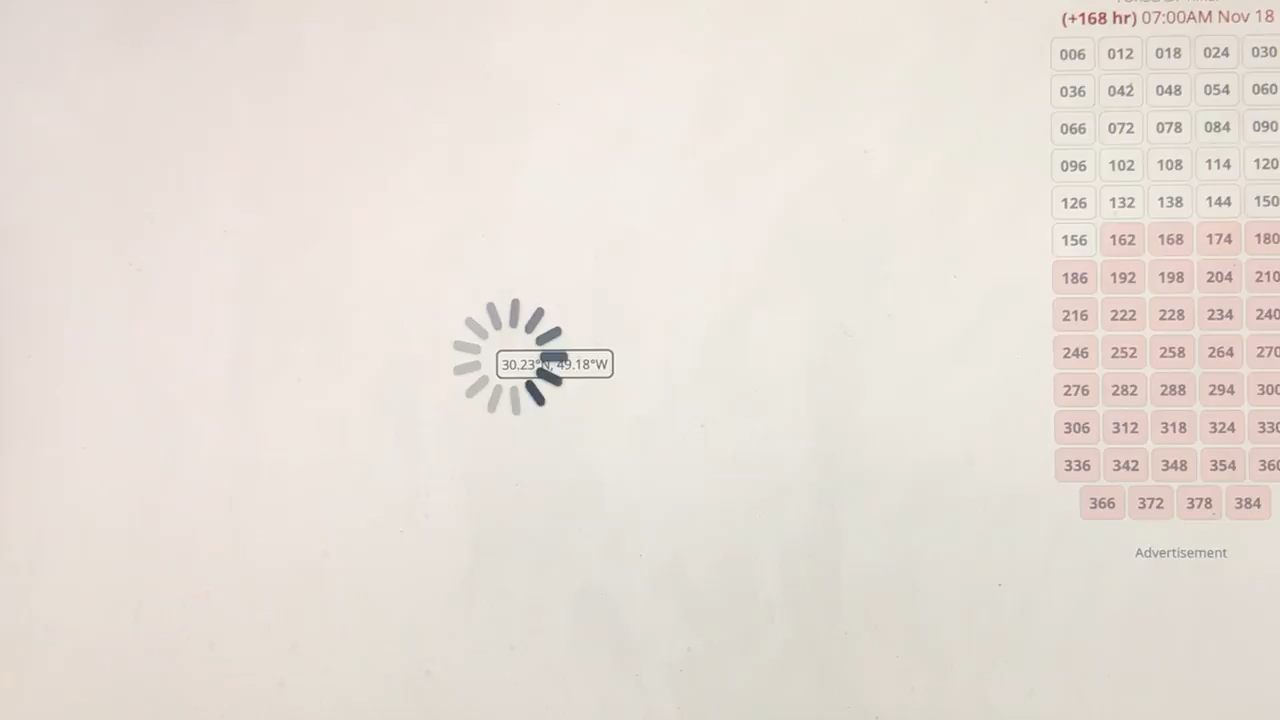 (+168 hr) 07:00AM Nov 18
006 012 018 024 030
036 042 048 054 060
066 072 078 084 090
096 102 108 114 120
126 132 138 144 150
156 162 168 174 180
186 192 198 204 210
216 222 228 234 240
246 252 258 264 270
276 282 288 294 300
306 312 318 324 330
336 342 348 354 360
366 372 378 384
30.23°N, 49.18°W
Advertisement